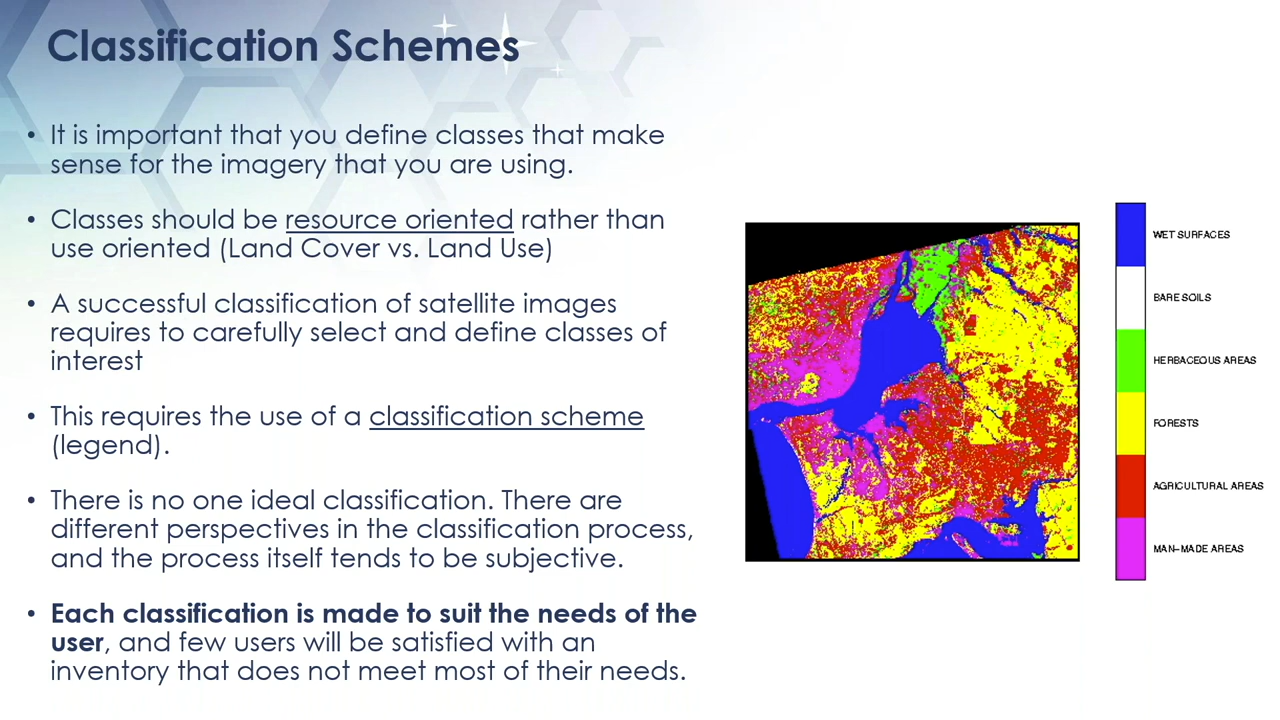 Classification Schemes
• It is important that you define classes that make
sense for the imagery that you are using.
• Classes should be resource oriented rather than
use oriented (Land Cover vs. Land Use)
• A successful classification of satellite images
requires to carefully select and define classes of
interest
• This requires the use of a classification scheme
(legend).
• There is no one ideal classification. There are
different perspectives in the classification process,
and the process itself tends to be subjective.
• Each classification is made to suit the needs of the
user, and few users will be satisfied with an
inventory that does not meet most of their needs.
WET SURFACES
BARE SOILS
HERBACEOUS AREAS
FORESTS
AGRICULTURAL AREAS
MAN-MADE AREAS